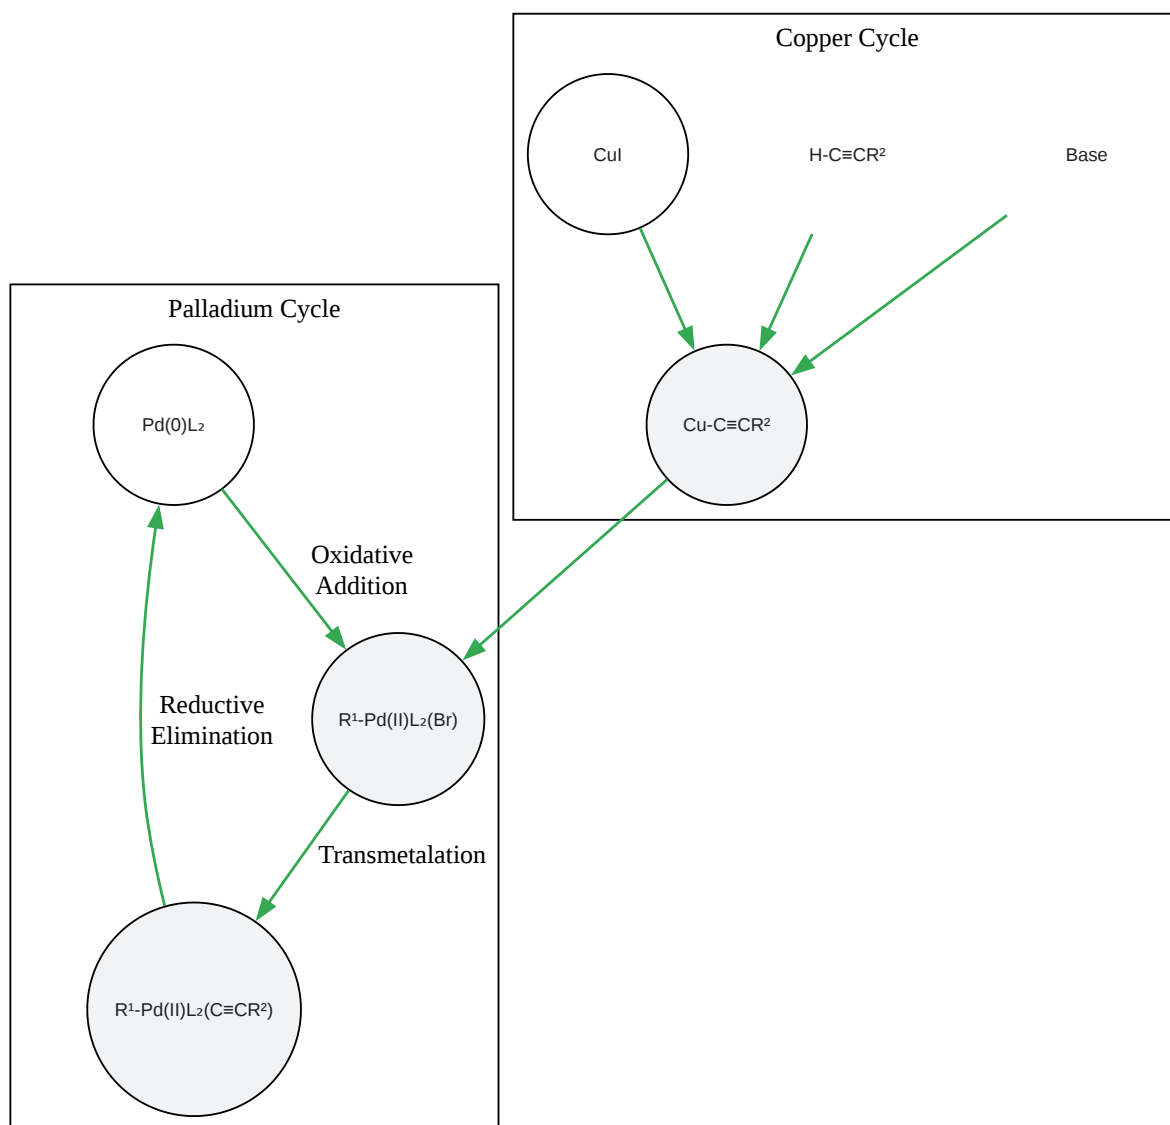 Copper Cycle
CuI
H-C≡CR²
Base
Palladium Cycle
Pd(0)L₂
Cu-C≡CR²
Oxidative
Addition
Reductive
Elimination
R¹-Pd(II)L₂(Br)
Transmetalation
R¹-Pd(II)L₂(C≡CR²)